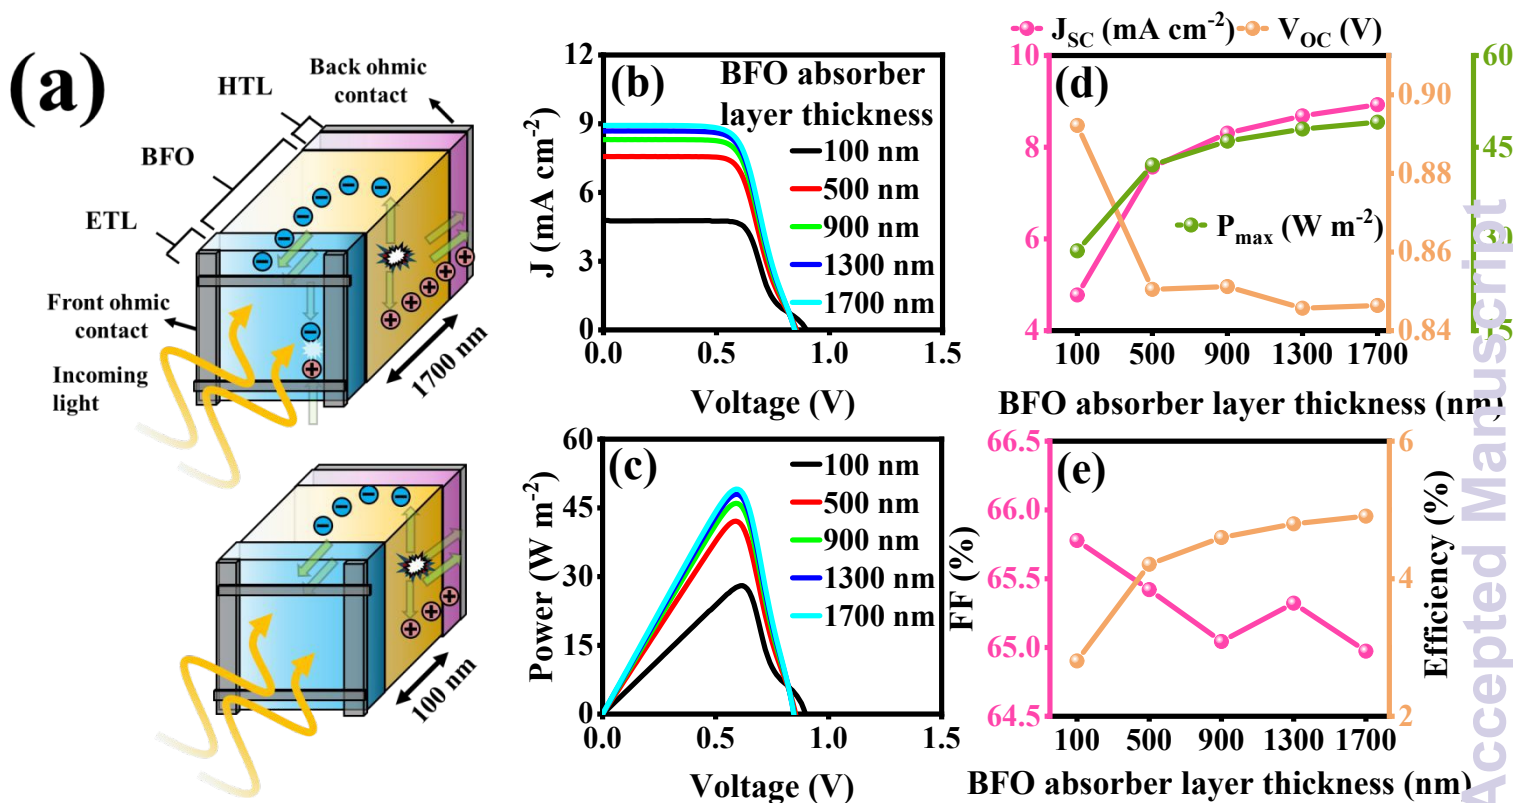 (a)
HTL
Back ohmic
contact
BFO
ETL
Front ohmic
contact
Incoming
light
1700 nm
100 nm
(b)
BFO absorber
layer thickness
100 nm
500 nm
900 nm
1300 nm
1700 nm
J (mA cm⁻²)
12
9
6
3
0
0.0
0.5
1.0
1.5
Voltage (V)
(c)
100 nm
500 nm
900 nm
1300 nm
1700 nm
Power (W m⁻²)
60
45
30
15
0
0.0
0.5
1.0
1.5
Voltage (V)
J_SC (mA cm⁻²)
V_OC (V)
(d)
P_max (W m⁻²)
10
8
6
4
0.90
0.88
0.86
0.84
60
45
100
500
900
1300
1700
BFO absorber layer thickness (nm)
(e)
FF (%)
66.5
66.0
65.5
65.0
64.5
6
4
2
Efficiency (%)
100
500
900
1300
1700
BFO absorber layer thickness (nm)
Accepted Manuscript